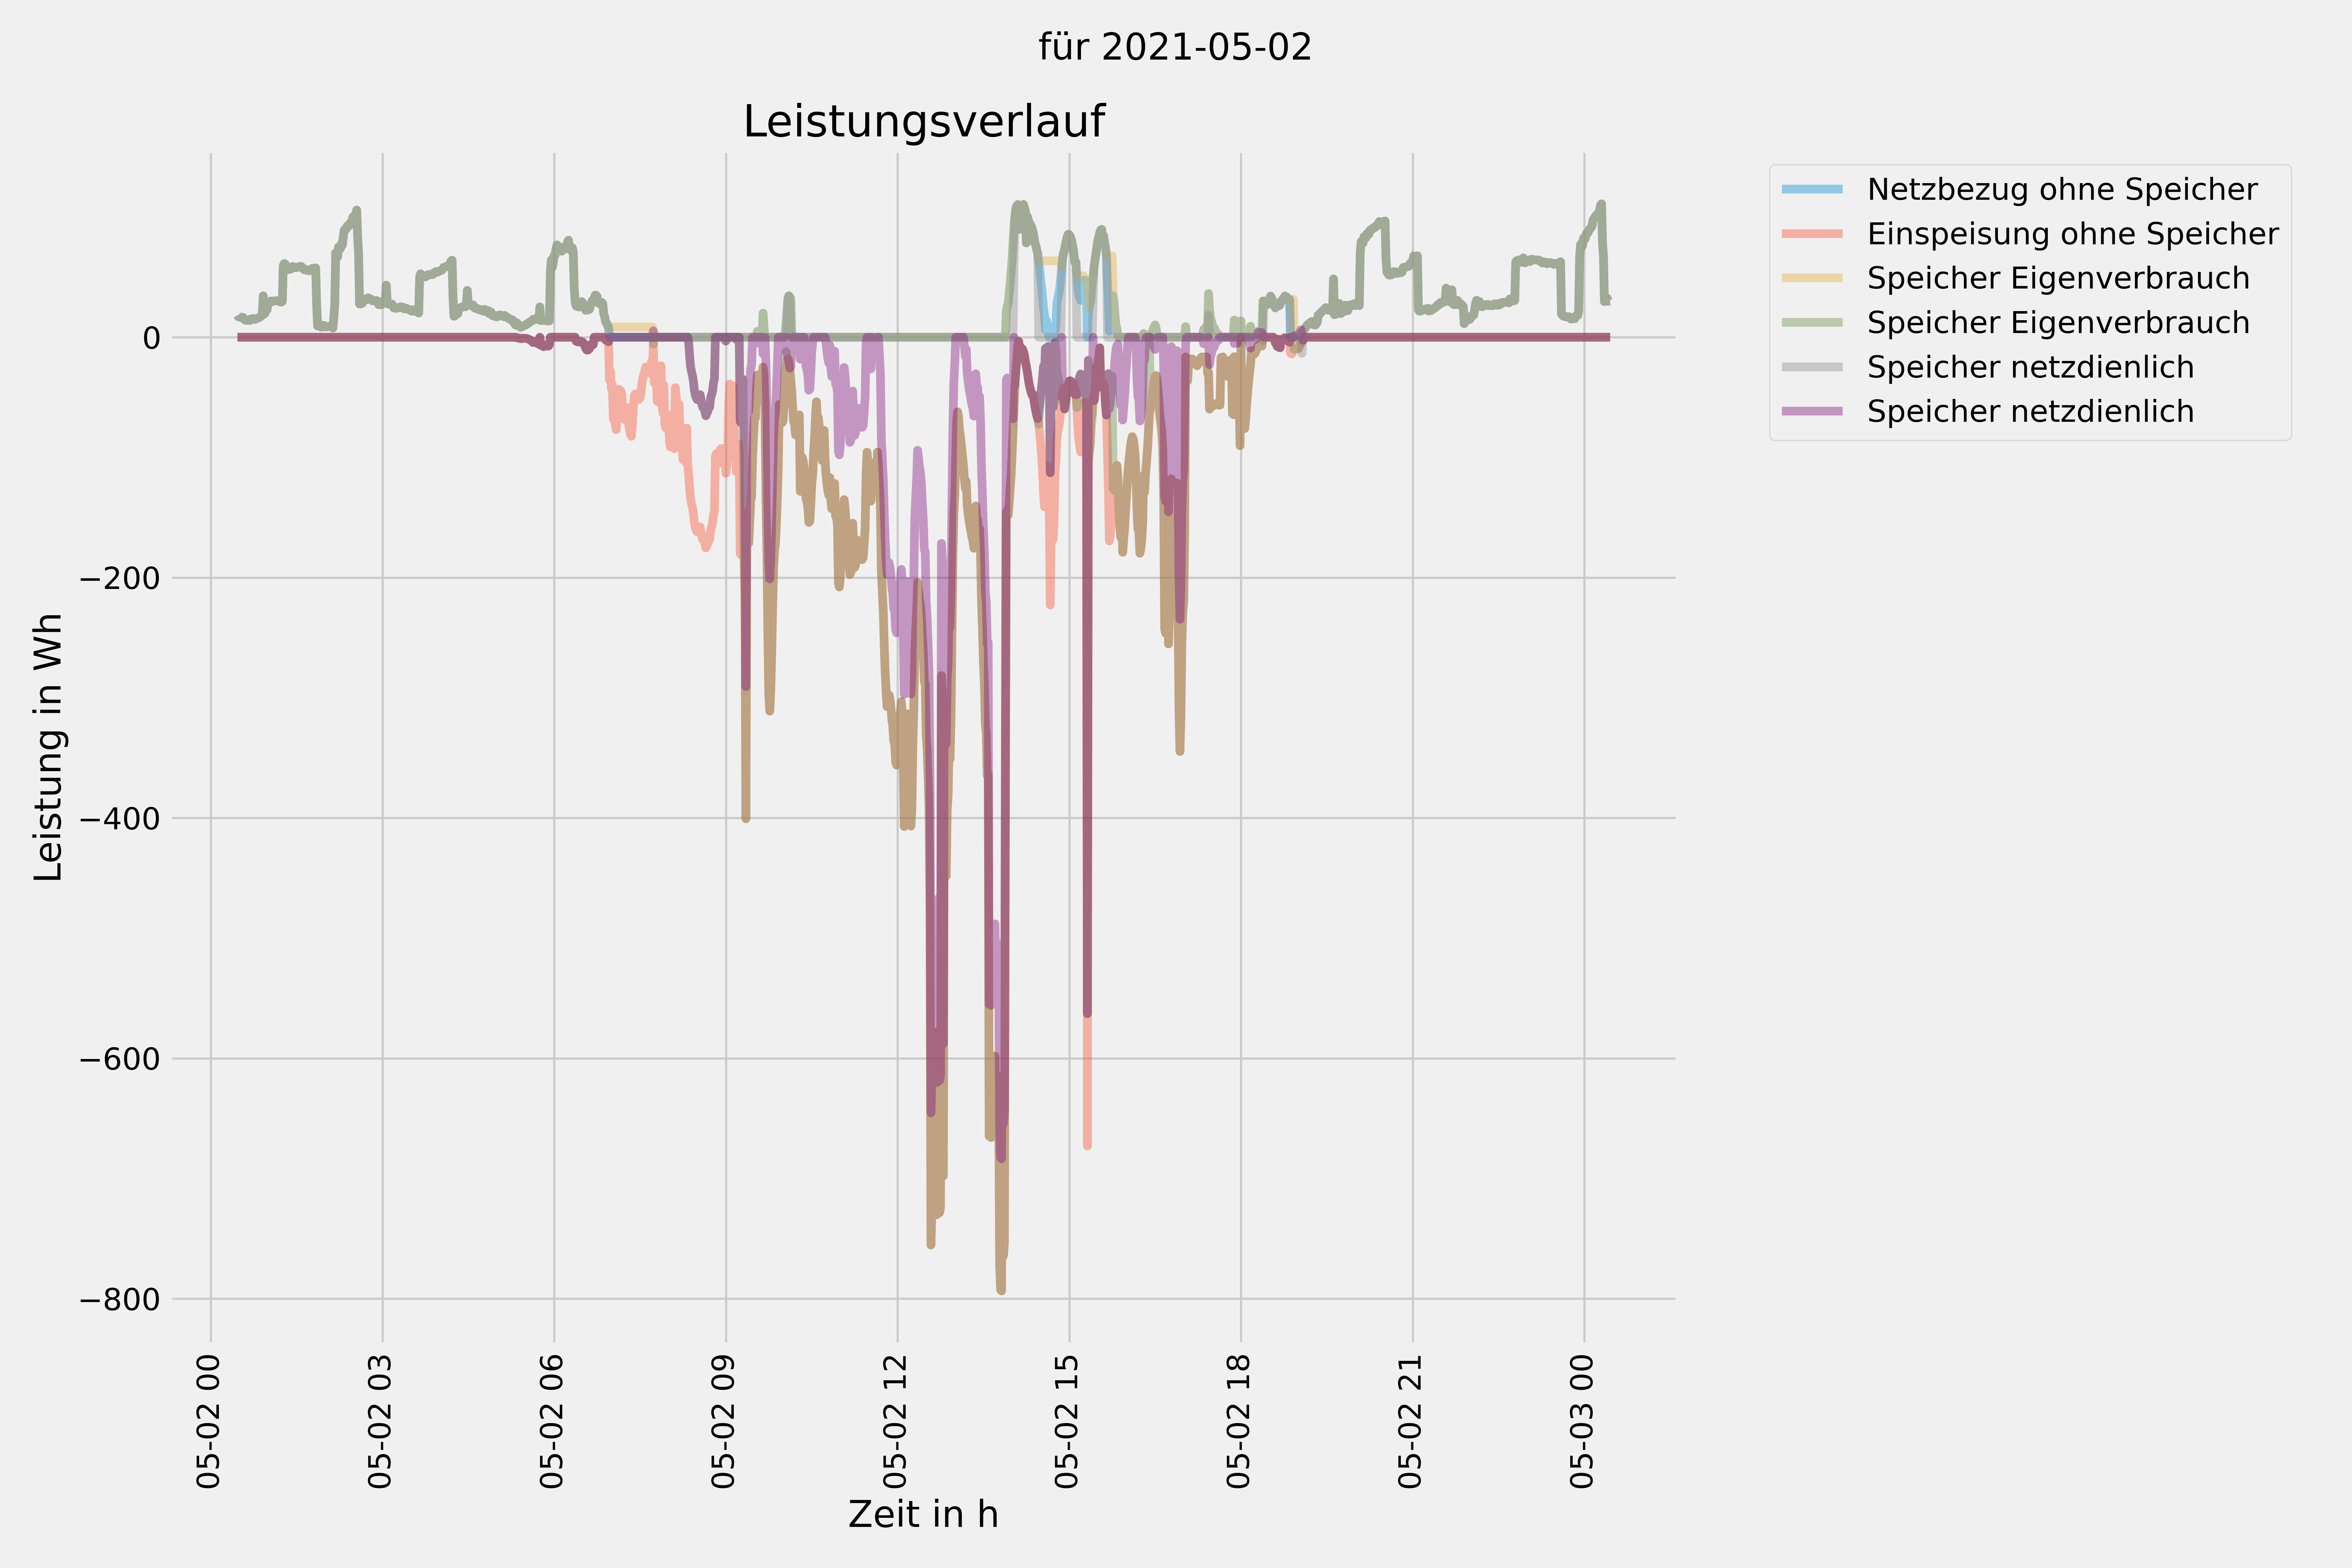 für 2021-05-02
Leistungsverlauf
Netzbezug ohne Speicher
Einspeisung ohne Speicher
Speicher Eigenverbrauch
Speicher Eigenverbrauch
Speicher netzdienlich
Speicher netzdienlich
0
−200
−400
−600
−800
Leistung in Wh
05-02 00
05-02 03
05-02 06
05-02 09
05-02 12
05-02 15
05-02 18
05-02 21
05-03 00
Zeit in h